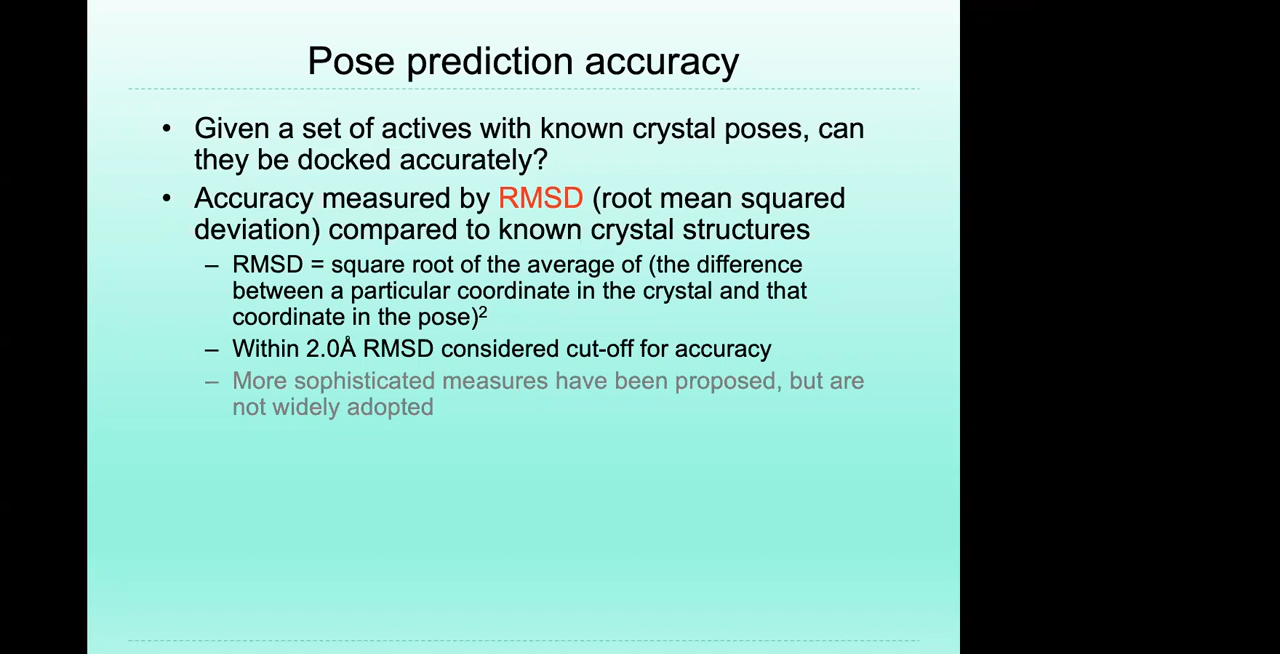 Pose prediction accuracy
• Given a set of actives with known crystal poses, can
they be docked accurately?
• Accuracy measured by RMSD (root mean squared
deviation) compared to known crystal structures
– RMSD = square root of the average of (the difference
between a particular coordinate in the crystal and that
coordinate in the pose)²
– Within 2.0Å RMSD considered cut-off for accuracy
– More sophisticated measures have been proposed, but are
not widely adopted